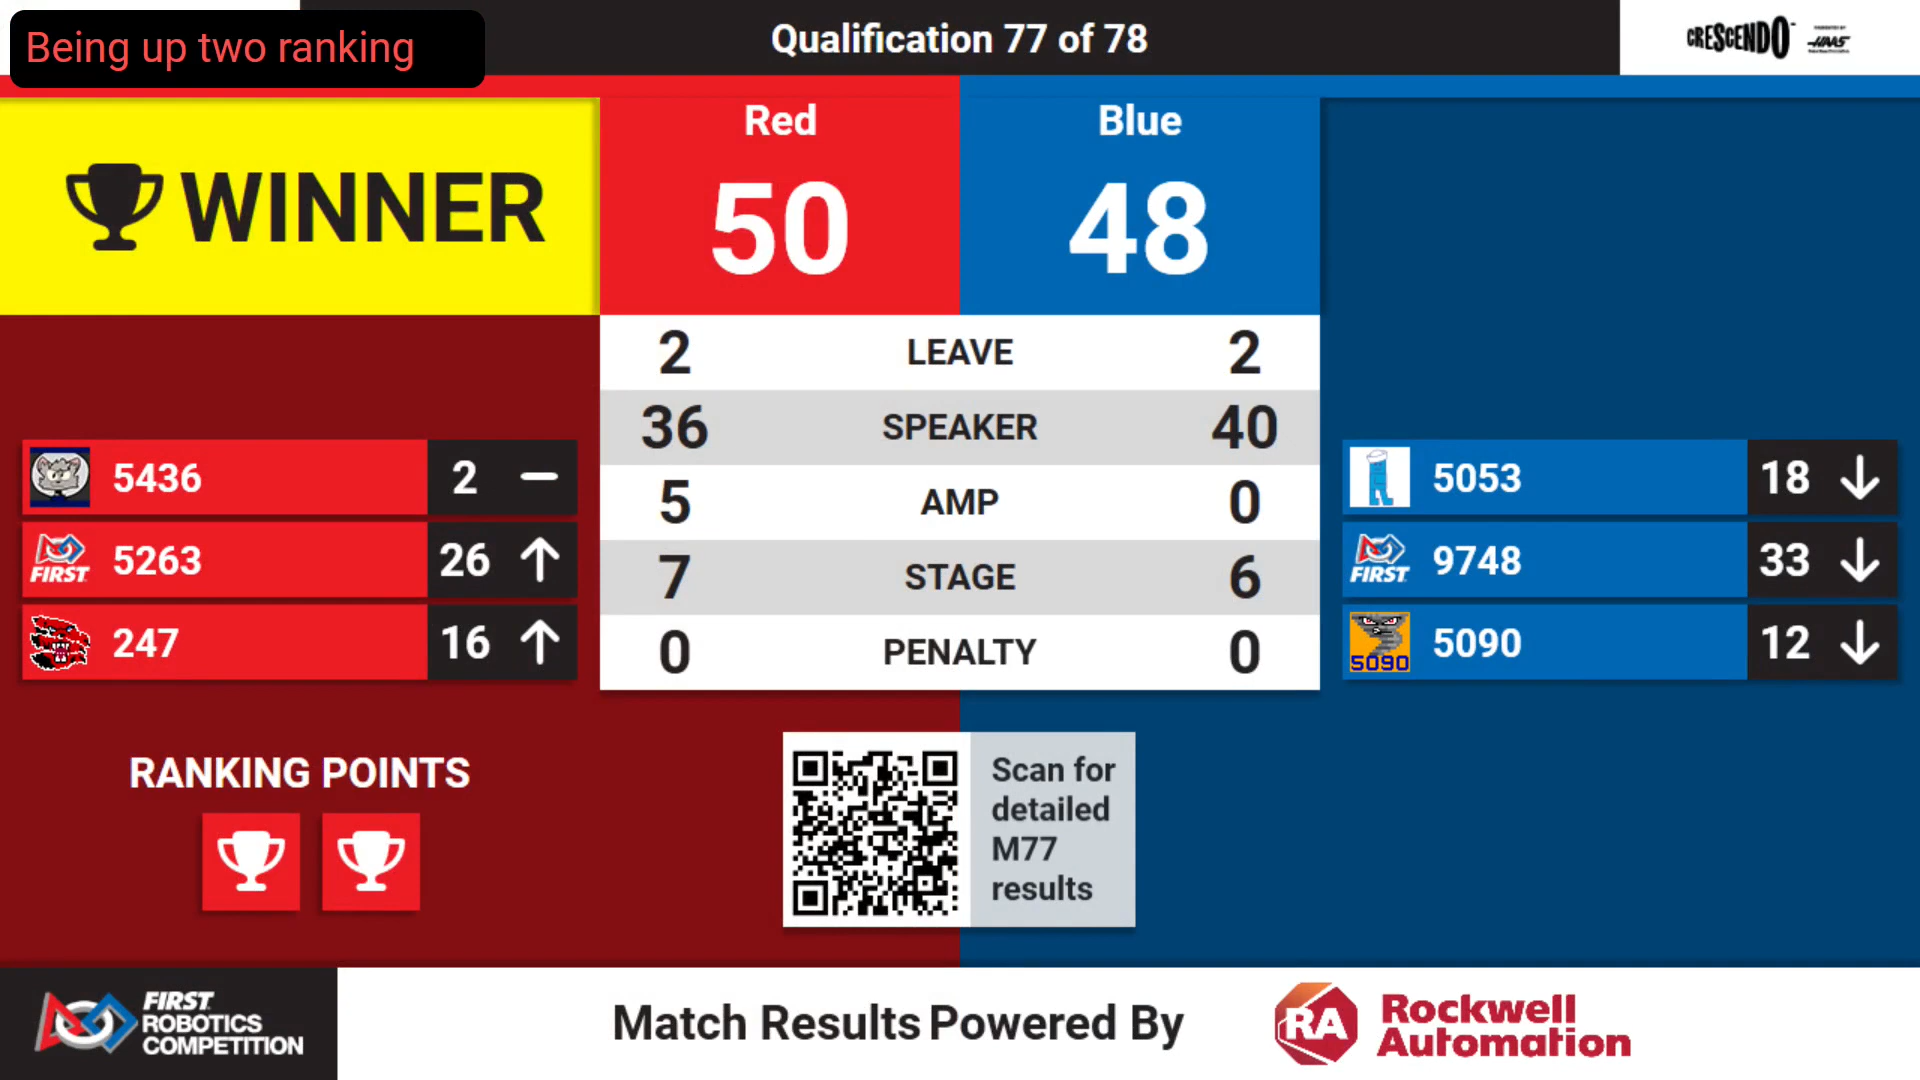 Being up two ranking
Qualification 77 of 78
CRESCENDO
HAAS
WINNER
Red
50
Blue
48
2 LEAVE 2
36 SPEAKER 40
5 AMP 0
7 STAGE 6
0 PENALTY 0
5436 2
FIRST 5263 26
247 16
5053 18
FIRST 9748 33
5090 5090 12
RANKING POINTS
Scan for
detailed
M77
results
FIRST
ROBOTICS
COMPETITION
Match Results Powered By
RA
Rockwell
Automation